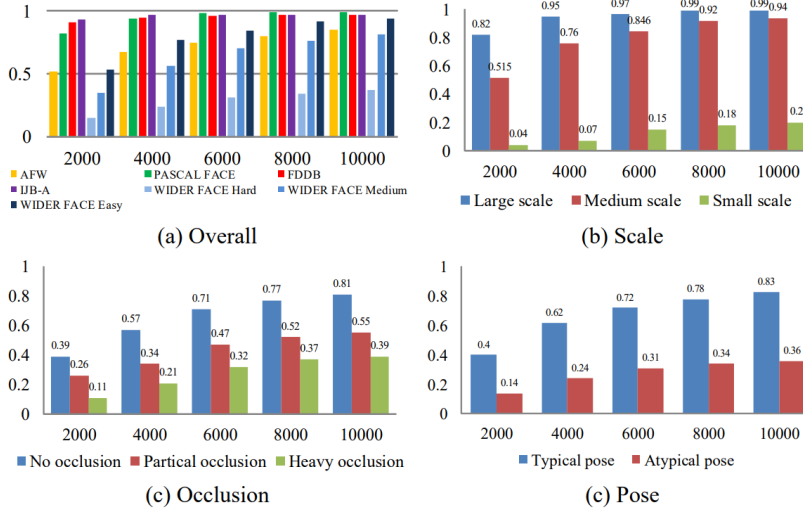 1
0.5
0
2000 4000 6000 8000 10000
AFW PASCAL FACE FDDB
IJB-A WIDER FACE Hard WIDER FACE Medium
WIDER FACE Easy
(a) Overall
1
0.8
0.6
0.4
0.2
0
0.82 0.95 0.97 0.99 0.99
0.515 0.76 0.846 0.92 0.94
0.04 0.07 0.15 0.18 0.2
2000 4000 6000 8000 10000
Large scale Medium scale Small scale
(b) Scale
1
0.8
0.6
0.4
0.2
0
0.39 0.57 0.71 0.77 0.81
0.26 0.34 0.47 0.52 0.55
0.11 0.21 0.32 0.37 0.39
2000 4000 6000 8000 10000
No occlusion Partical occlusion Heavy occlusion
(c) Occlusion
1
0.8
0.6
0.4
0.2
0
0.4 0.62 0.72 0.78 0.83
0.14 0.24 0.31 0.34 0.36
2000 4000 6000 8000 10000
Typical pose Atypical pose
(c) Pose